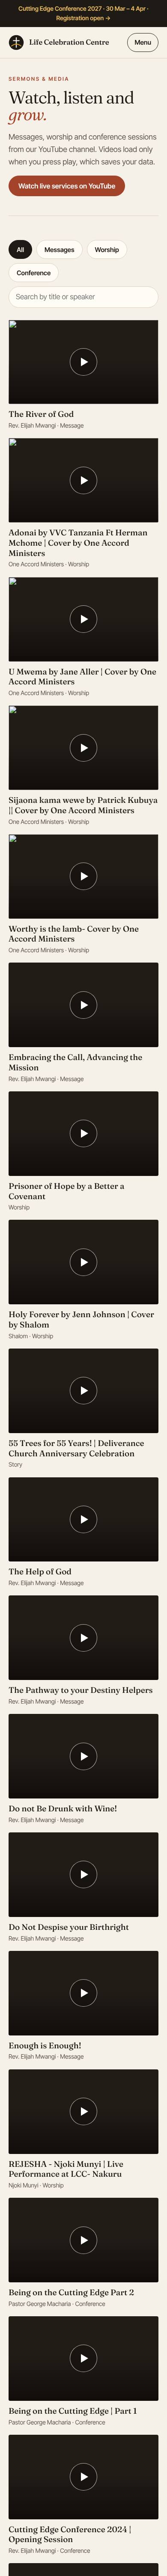 Cutting Edge Conference 2027 · 30 Mar – 4 Apr ·
Registration open →
Life Celebration Centre
Menu
SERMONS & MEDIA
Watch, listen and
grow.
Messages, worship and conference sessions
from our YouTube channel. Videos load only
when you press play, which saves your data.
Watch live services on YouTube
All
Messages
Worship
Conference
Search by title or speaker
The River of God
Rev. Elijah Mwangi · Message
Adonai by VVC Tanzania Ft Herman
Mchome | Cover by One Accord
Ministers
One Accord Ministers · Worship
U Mwema by Jane Aller | Cover by One
Accord Ministers
One Accord Ministers · Worship
Sijaona kama wewe by Patrick Kubuya
|| Cover by One Accord Ministers
One Accord Ministers · Worship
Worthy is the lamb- Cover by One
Accord Ministers
One Accord Ministers · Worship
Embracing the Call, Advancing the
Mission
Rev. Elijah Mwangi · Message
Prisoner of Hope by a Better a
Covenant
Worship
Holy Forever by Jenn Johnson | Cover
by Shalom
Shalom · Worship
55 Trees for 55 Years! | Deliverance
Church Anniversary Celebration
Story
The Help of God
Rev. Elijah Mwangi · Message
The Pathway to your Destiny Helpers
Rev. Elijah Mwangi · Message
Do not Be Drunk with Wine!
Rev. Elijah Mwangi · Message
Do Not Despise your Birthright
Rev. Elijah Mwangi · Message
Enough is Enough!
Rev. Elijah Mwangi · Message
REJESHA - Njoki Munyi | Live
Performance at LCC- Nakuru
Njoki Munyi · Worship
Being on the Cutting Edge Part 2
Pastor George Macharia · Conference
Being on the Cutting Edge | Part 1
Pastor George Macharia · Conference
Cutting Edge Conference 2024 |
Opening Session
Rev. Elijah Mwangi · Conference